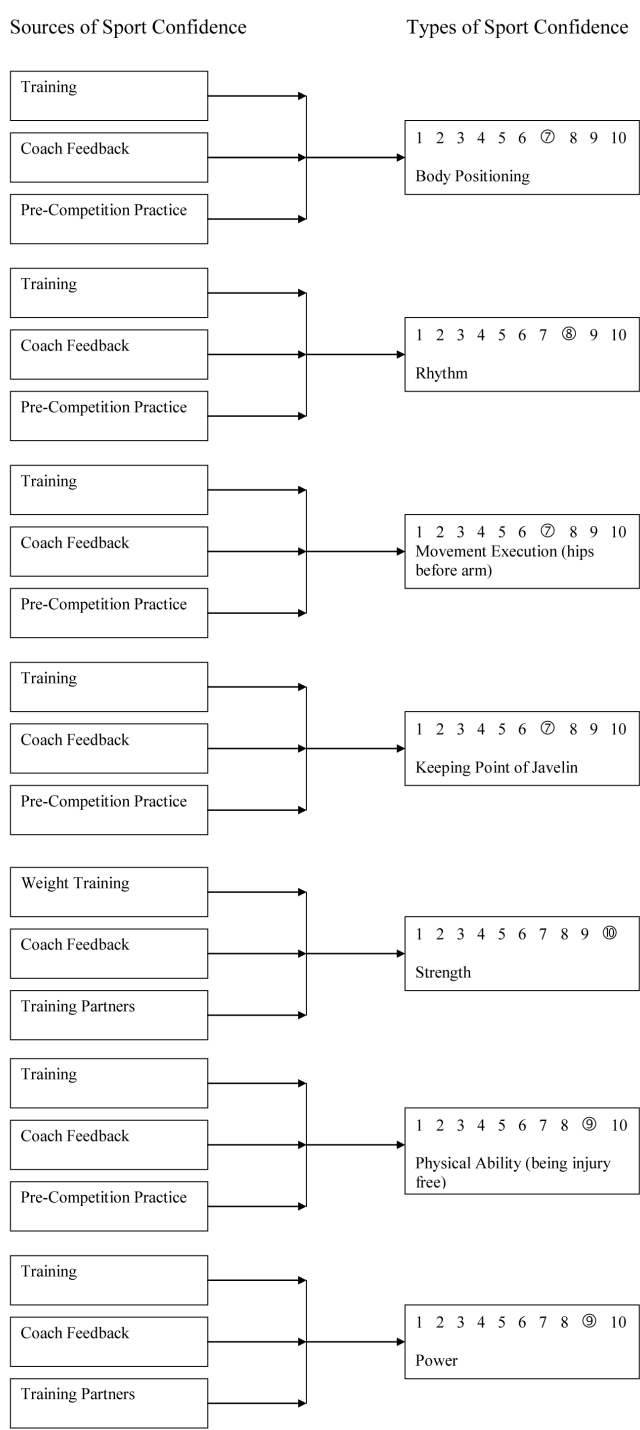 Sources of Sport Confidence
Types of Sport Confidence
Training
Coach Feedback
Pre-Competition Practice
1 2 3 4 5 6 ⑦ 8 9 10
Body Positioning
Training
Coach Feedback
Pre-Competition Practice
1 2 3 4 5 6 7 ⑧ 9 10
Rhythm
Training
Coach Feedback
Pre-Competition Practice
1 2 3 4 5 6 ⑦ 8 9 10
Movement Execution (hips
before arm)
Training
Coach Feedback
Pre-Competition Practice
1 2 3 4 5 6 ⑦ 8 9 10
Keeping Point of Javelin
Weight Training
Coach Feedback
Training Partners
1 2 3 4 5 6 7 8 9 ⑩
Strength
Training
Coach Feedback
Pre-Competition Practice
1 2 3 4 5 6 7 8 ⑨ 10
Physical Ability (being injury
free)
Training
Coach Feedback
Training Partners
1 2 3 4 5 6 7 8 ⑨ 10
Power